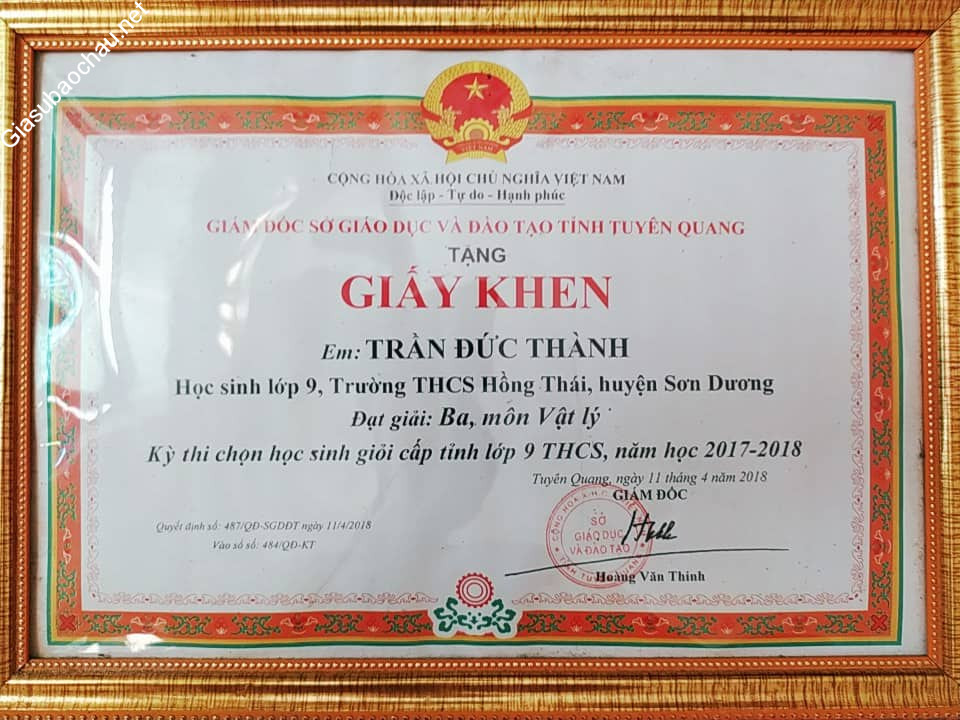 Giasubaochau.net
VIỆT NAM
CỘNG HÒA XÃ HỘI CHỦ NGHĨA VIỆT NAM
Độc lập - Tự do - Hạnh phúc
GIÁM ĐỐC SỞ GIÁO DỤC VÀ ĐÀO TẠO TỈNH TUYÊN QUANG
TẶNG
GIẤY KHEN
Em: TRẦN ĐỨC THÀNH
Học sinh lớp 9, Trường THCS Hồng Thái, huyện Sơn Dương
Đạt giải: Ba, môn Vật lý
Kỳ thi chọn học sinh giỏi cấp tỉnh lớp 9 THCS, năm học 2017-2018
Tuyên Quang, ngày 11 tháng 4 năm 2018
GIÁM ĐỐC
Quyết định số: 487/QĐ-SGDĐT ngày 11/4/2018
Vào sổ số: 484/QĐ-KT
SỞ
GIÁO DỤC
VÀ ĐÀO TẠO
Hoàng Văn Thinh